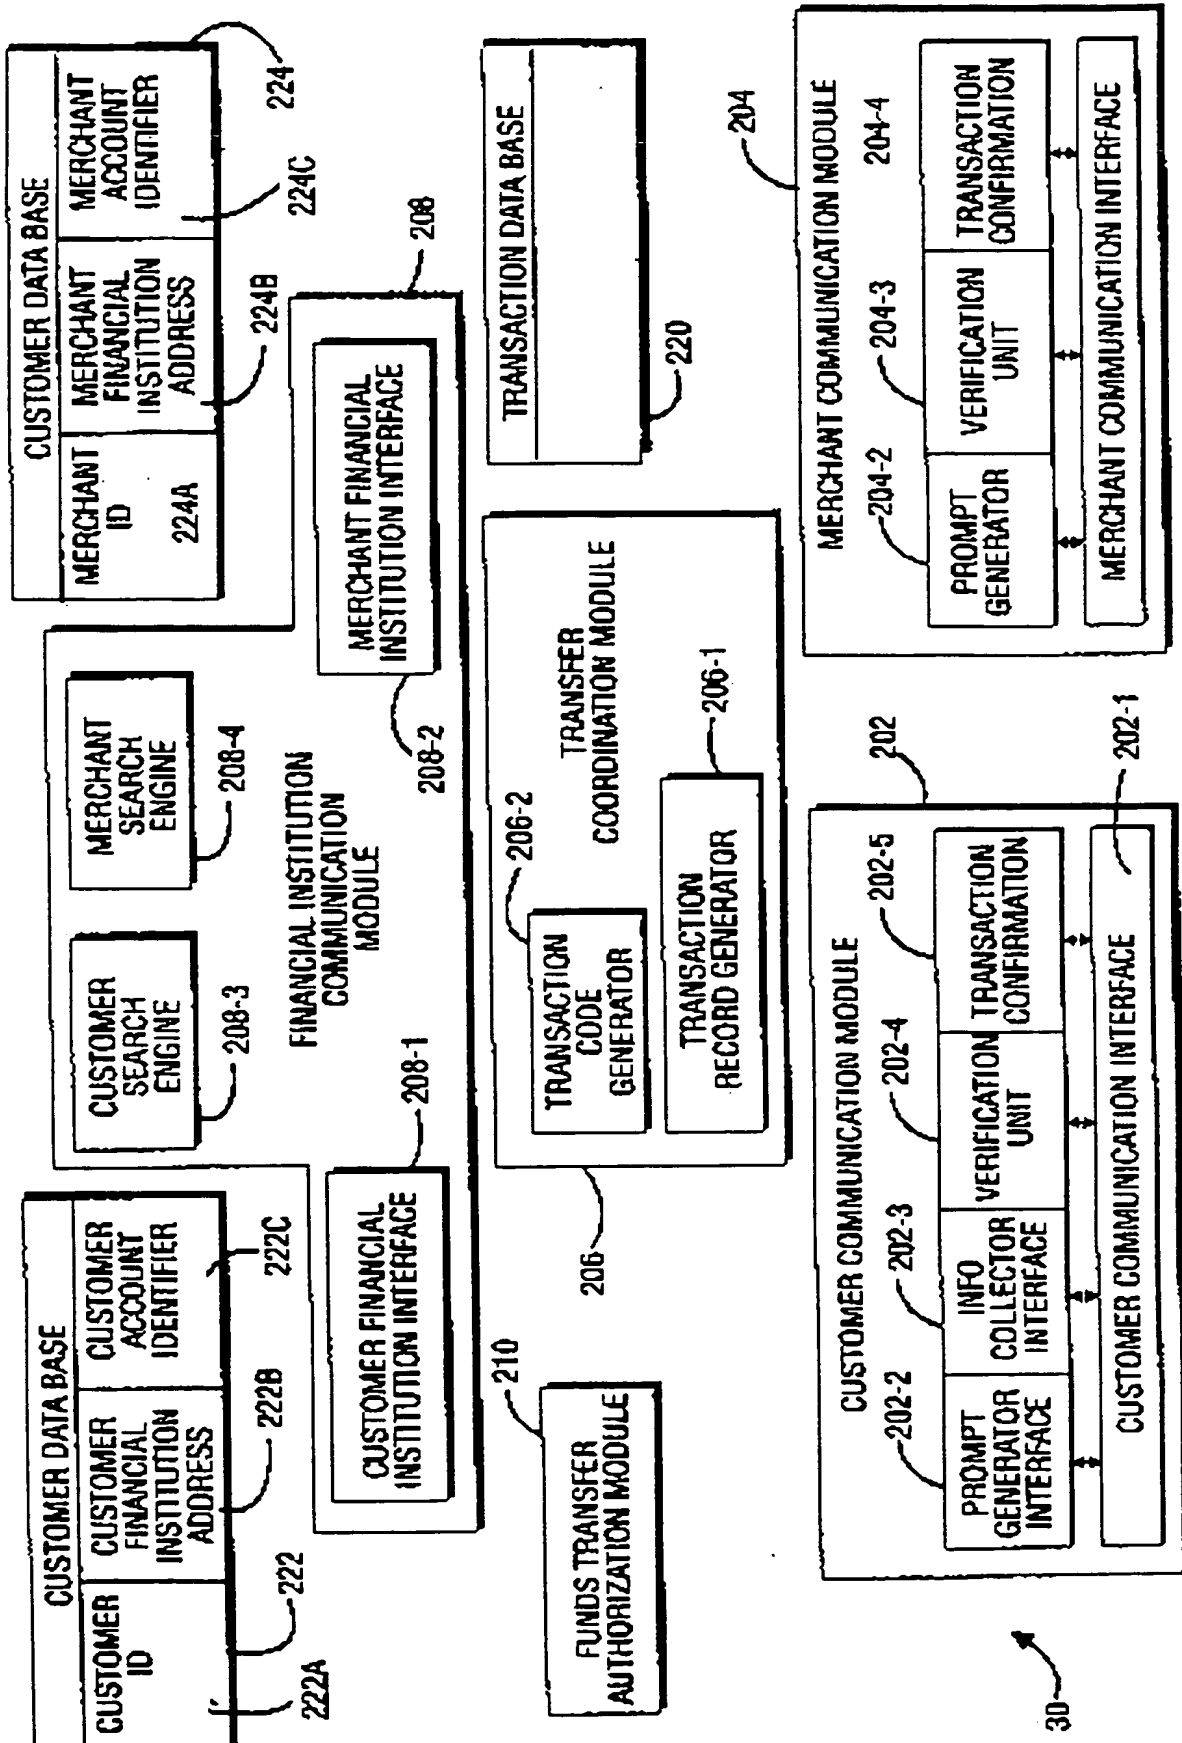 CUSTOMER DATA BASE
CUSTOMER
ID
CUSTOMER
FINANCIAL
INSTITUTION
ADDRESS
CUSTOMER
ACCOUNT
IDENTIFIER
222A
222
222B
222C
CUSTOMER
SEARCH
ENGINE
208-3
MERCHANT
SEARCH
ENGINE
208-4
FINANCIAL INSTITUTION
COMMUNICATION
MODULE
CUSTOMER FINANCIAL
INSTITUTION INTERFACE
208-1
MERCHANT FINANCIAL
INSTITUTION INTERFACE
208-2
208
CUSTOMER DATA BASE
MERCHANT
ID
224A
MERCHANT
FINANCIAL
INSTITUTION
ADDRESS
224B
MERCHANT
ACCOUNT
IDENTIFIER
224C
224
FUNDS TRANSFER
AUTHORIZATION MODULE
210
206
TRANSACTION
CODE
GENERATOR
206-2
TRANSFER
COORDINATION MODULE
TRANSACTION
RECORD GENERATOR
206-1
TRANSACTION DATA BASE
220
30
CUSTOMER COMMUNICATION MODULE
202
202-2
202-3
202-4
202-5
PROMPT
GENERATOR
INTERFACE
INFO
COLLECTOR
INTERFACE
VERIFICATION
UNIT
TRANSACTION
CONFIRMATION
CUSTOMER COMMUNICATION INTERFACE
202-1
MERCHANT COMMUNICATION MODULE
204
204-2
204-3
204-4
PROMPT
GENERATOR
VERIFICATION
UNIT
TRANSACTION
CONFIRMATION
MERCHANT COMMUNICATION INTERFACE